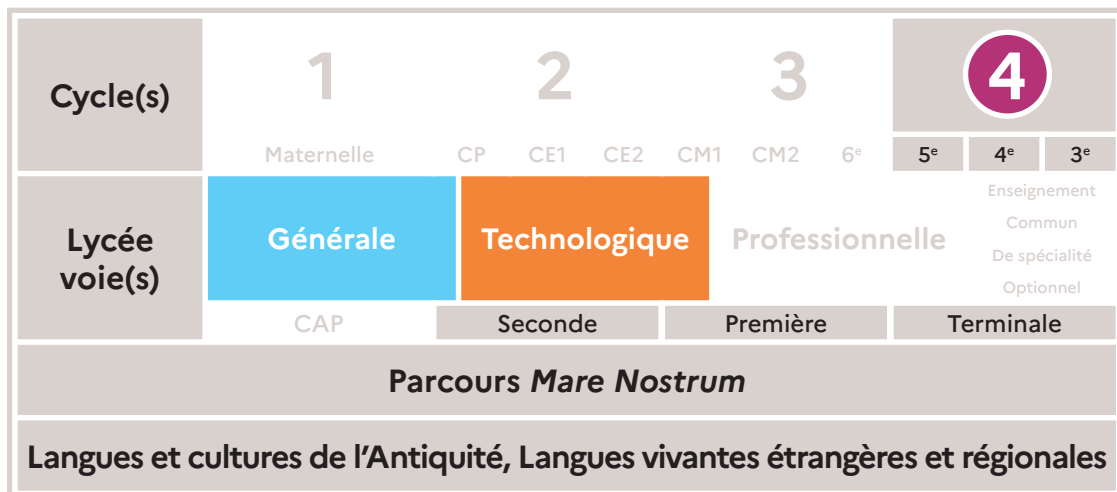 Cycle(s)
1 2 3 4
Maternelle CP CE1 CE2 CM1 CM2 6e 5e 4e 3e
Lycée
voie(s)
Générale Technologique Professionnelle
Enseignement
Commun
De spécialité
Optionnel
CAP Seconde Première Terminale
Parcours Mare Nostrum
Langues et cultures de l’Antiquité, Langues vivantes étrangères et régionales